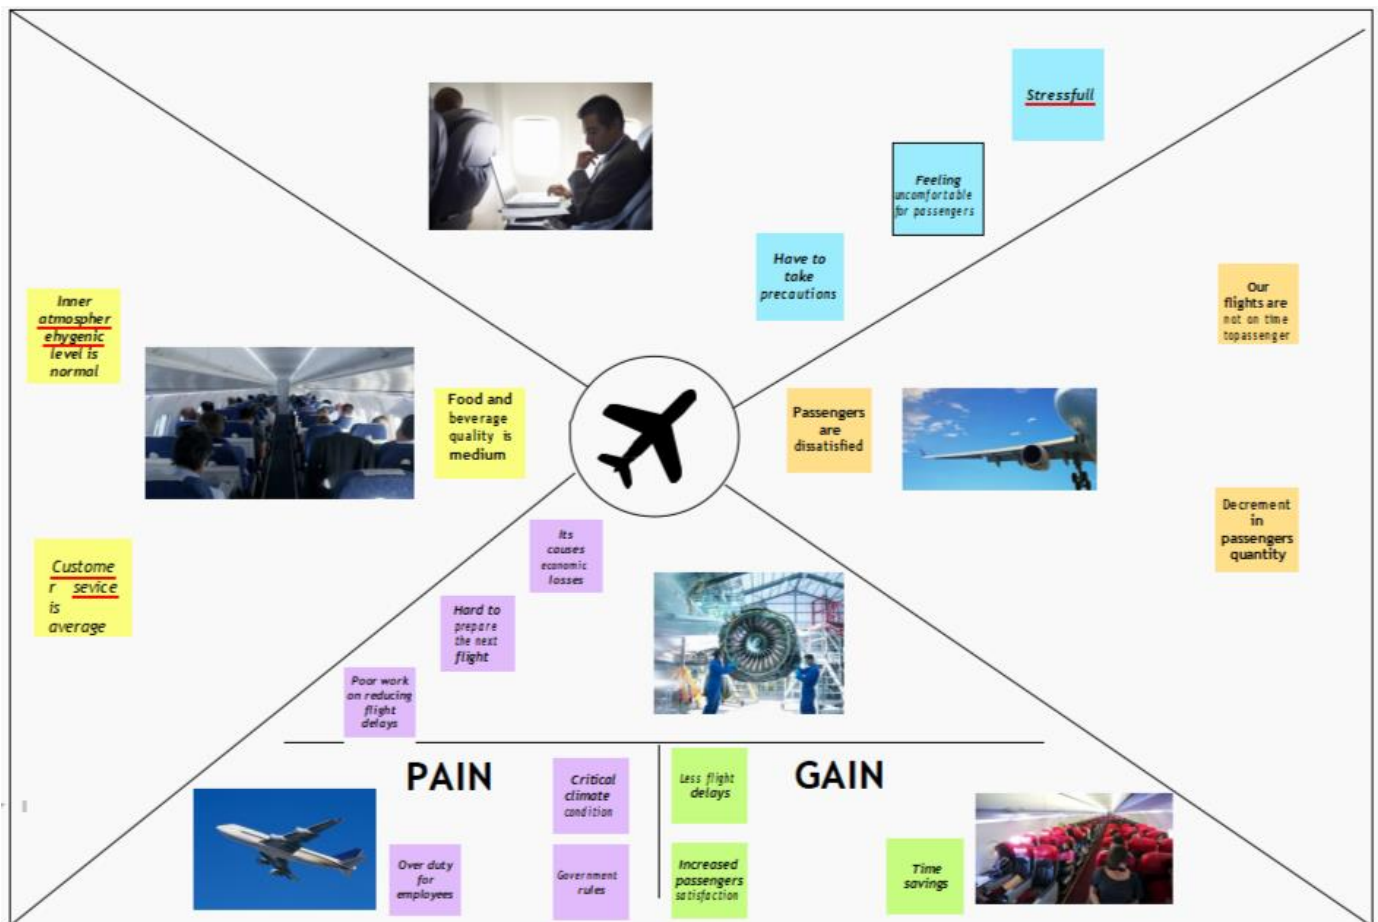 Stressfull
Feeling
uncomfortable
for passengers
Have to
take
precautions
Inner
atmospher
ehygenic
level is
normal
Food and
beverage
quality is
medium
Custome
r sevice
is
average
Our
flights are
not on time
topassenger
Passengers
are
dissatisfied
Decrement
in
passengers
quantity
Its
causes
economic
losses
Hard to
prepare
the next
flight
Poor work
on reducing
flight
delays
PAIN
Critical
climate
condition
Over duty
for
employees
Government
rules
GAIN
Less flight
delays
Increased
passengers
satisfaction
Time
savings